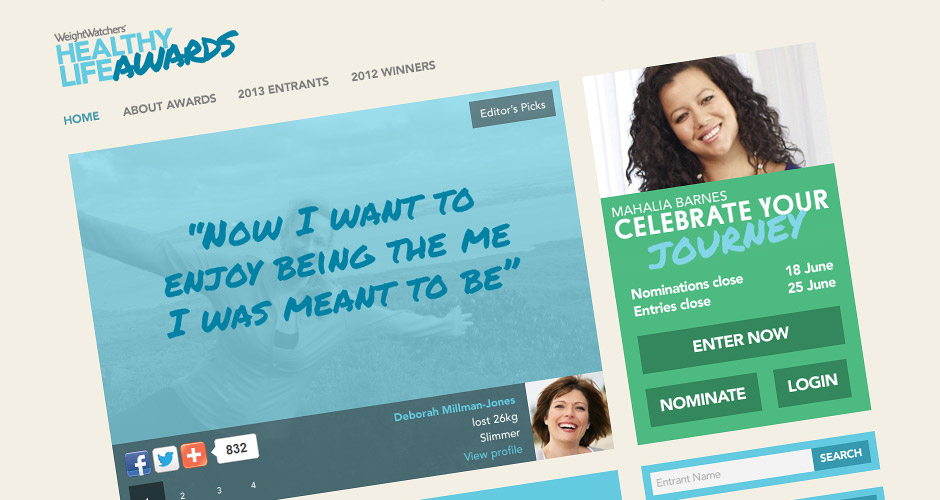 WeightWatchers
HEALTHY
LIFE AWARDS
HOME
ABOUT AWARDS
2013 ENTRANTS
2012 WINNERS
Editor's Picks
“NOW I WANT TO
ENJOY BEING THE ME
I WAS MEANT TO BE”
Deborah Millman-Jones
lost 26kg
Slimmer
View profile
f
832
1 2 3 4
MAHALIA BARNES
CELEBRATE YOUR
JOURNEY
Nominations close 18 June
Entries close 25 June
ENTER NOW
NOMINATE
LOGIN
Entrant Name
SEARCH